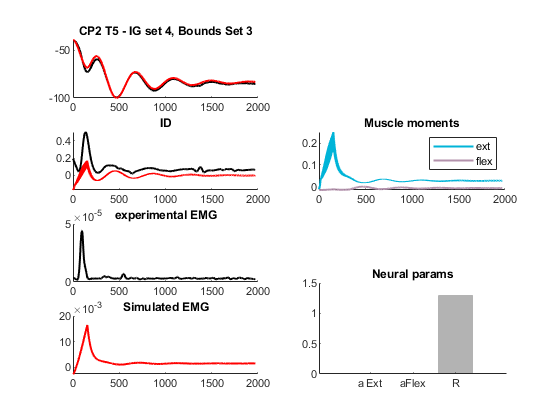 CP2 T5 - IG set 4, Bounds Set 3
-50
-100
0 500 1000 1500 2000
ID
0.4
0.2
0
0 500 1000 1500 2000
Muscle moments
0.2
0.1
0
ext
flex
0 500 1000 1500 2000
×10-5
experimental EMG
5
0
0 500 1000 1500 2000
×10-3
Simulated EMG
20
10
0
0 500 1000 1500 2000
Neural params
1.5
1
0.5
0
a Ext aFlex R